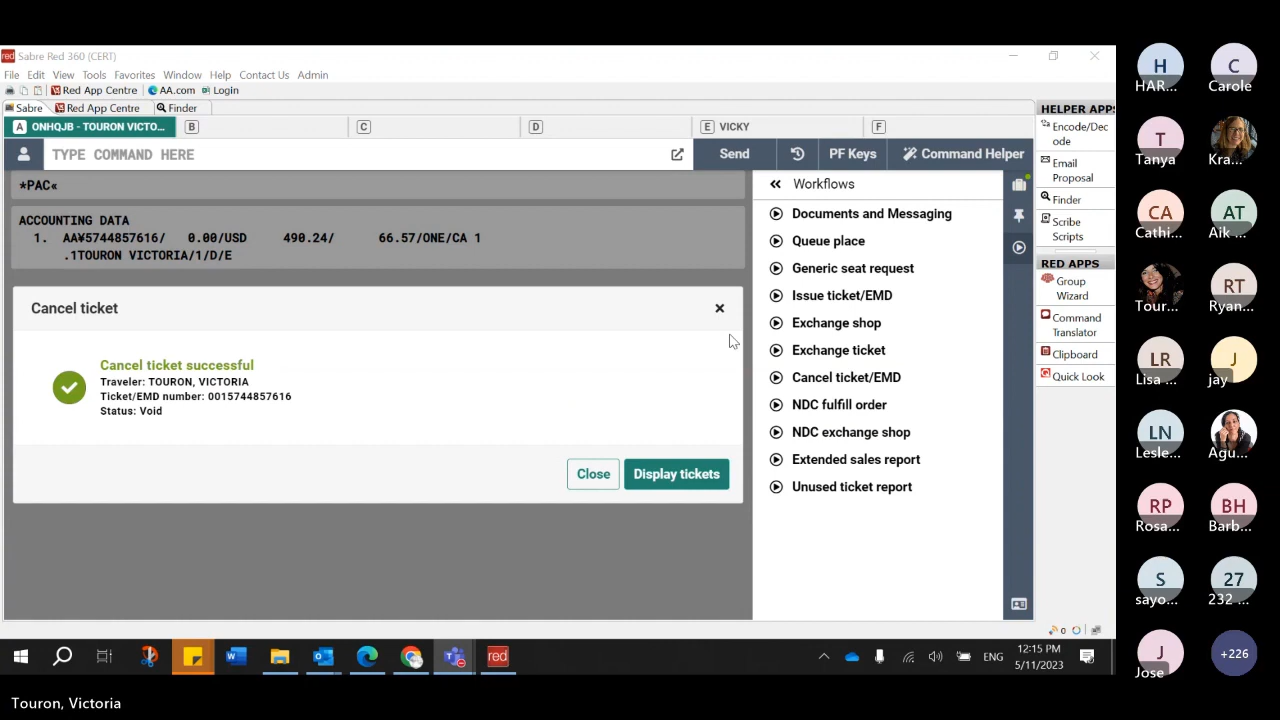 red Sabre Red 360 (CERT)
File Edit View Tools Favorites Window Help Contact Us Admin
Red App Centre AA.com Login
Sabre Red App Centre Finder
A ONHQJB - TOURON VICTO... B C D E VICKY F
TYPE COMMAND HERE Send PF Keys Command Helper
*PAC«
ACCOUNTING DATA
1. AA¥5744857616/ 0.00/USD 490.24/ 66.57/ONE/CA 1
.1TOURON VICTORIA/1/D/E
Cancel ticket
Cancel ticket successful
Traveler: TOURON, VICTORIA
Ticket/EMD number: 0015744857616
Status: Void
Close Display tickets
Workflows
Documents and Messaging
Queue place
Generic seat request
Issue ticket/EMD
Exchange shop
Exchange ticket
Cancel ticket/EMD
NDC fulfill order
NDC exchange shop
Extended sales report
Unused ticket report
HELPER APPS
Encode/Dec
ode
Email
Proposal
Finder
Scribe
Scripts
RED APPS
Group
Wizard
Command
Translator
Clipboard
Quick Look
0
red
ENG
12:15 PM
5/11/2023
H C
HAR... Carole
T
Tanya Kra...
CA AT
Cathi... Aik ...
RT
Tour... Ryan...
LR J
Lisa ... jay
LN
Lesle... Agu...
RP BH
Rosa... Barb...
S 27
sayo... 232 ...
J +226
Jose
Touron, Victoria